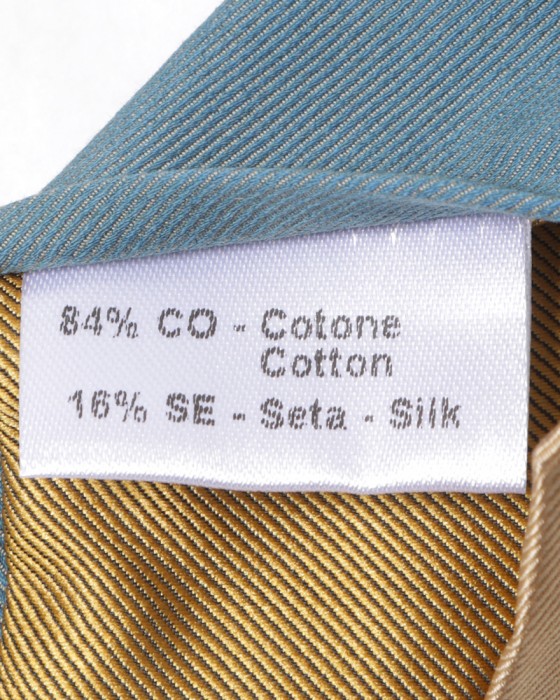 84% CO - Cotone
Cotton
16% SE - Seta - Silk